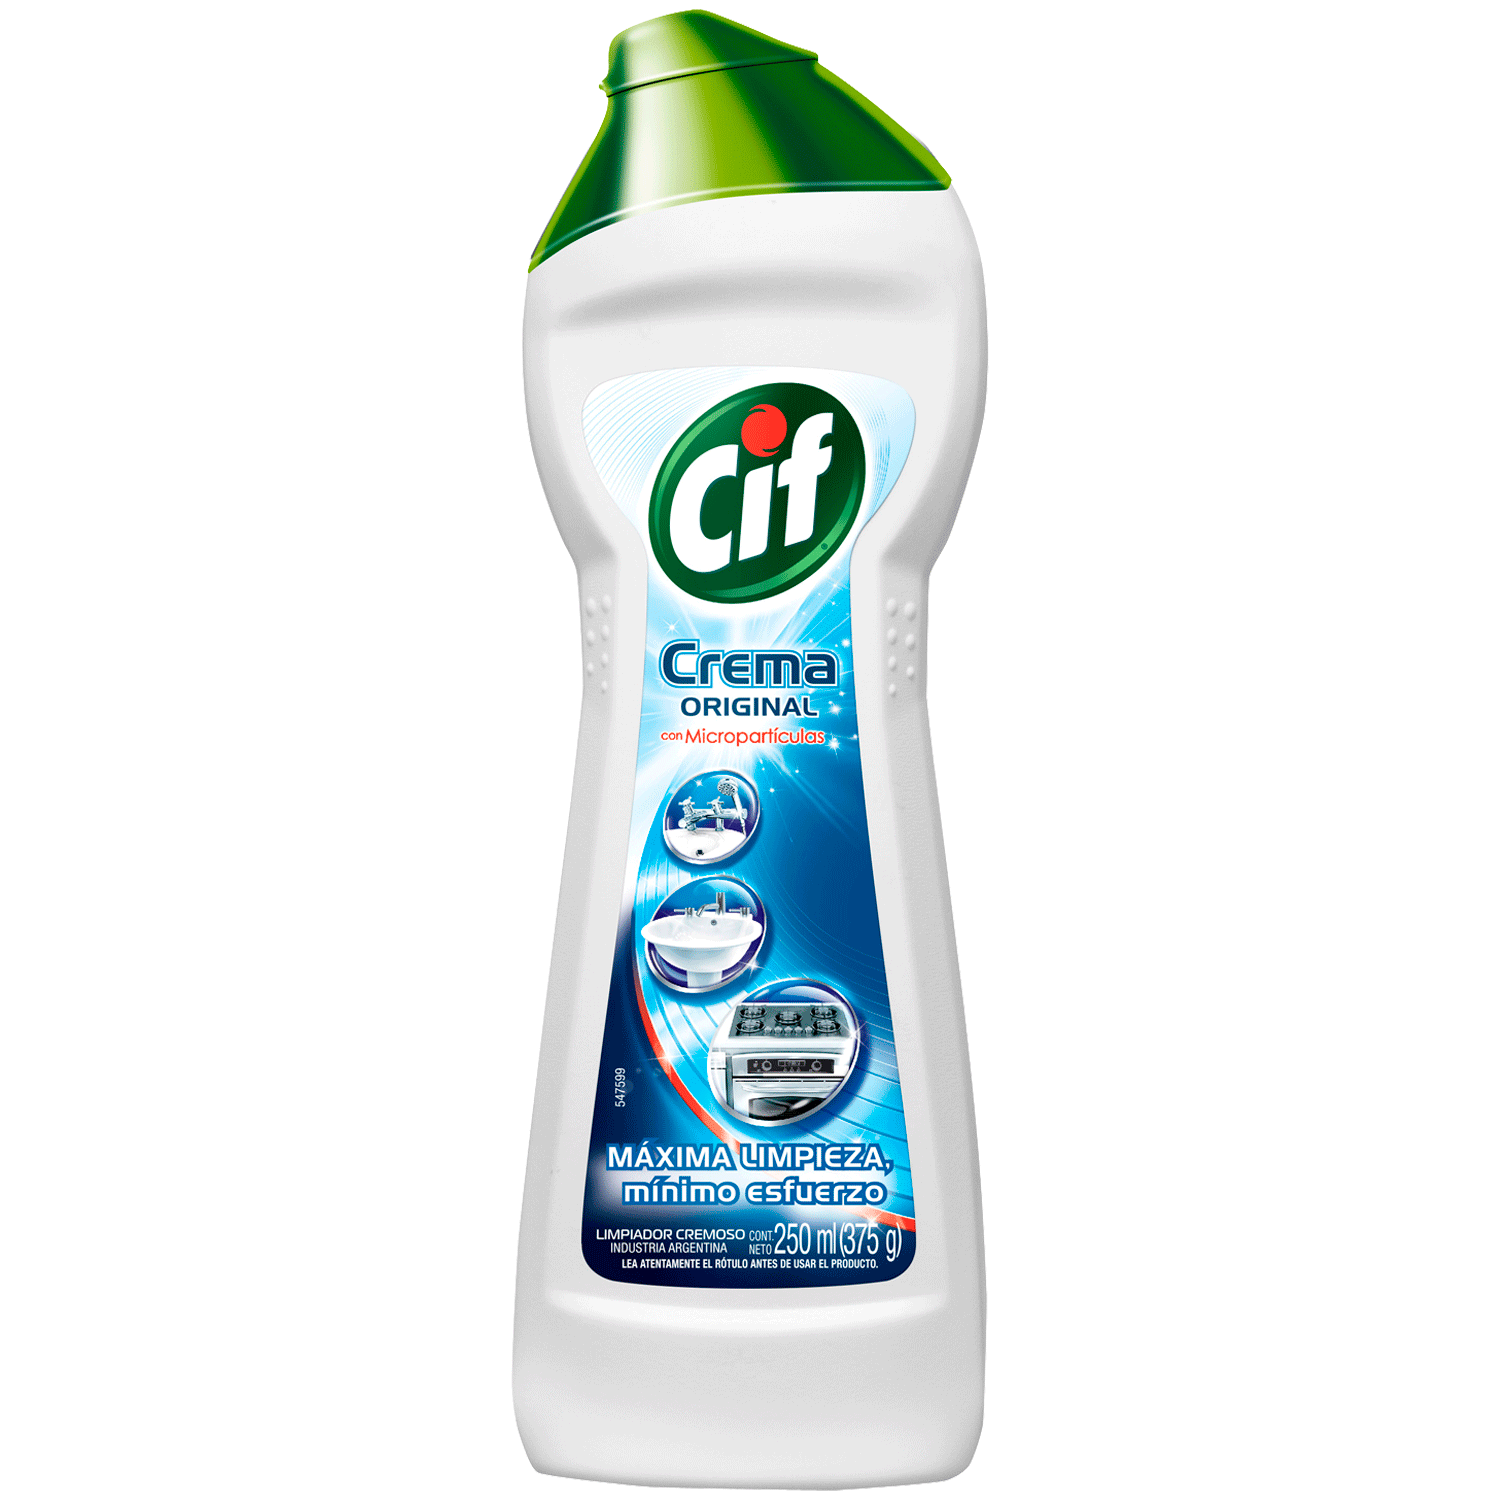 Cif
Crema
ORIGINAL
con Micropartículas
547599
MÁXIMA LIMPIEZA,
mínimo esfuerzo
LIMPIADOR CREMOSO
INDUSTRIA ARGENTINA
CONT. NETO 250 ml (375 g)
LEA ATENTAMENTE EL RÓTULO ANTES DE USAR EL PRODUCTO.